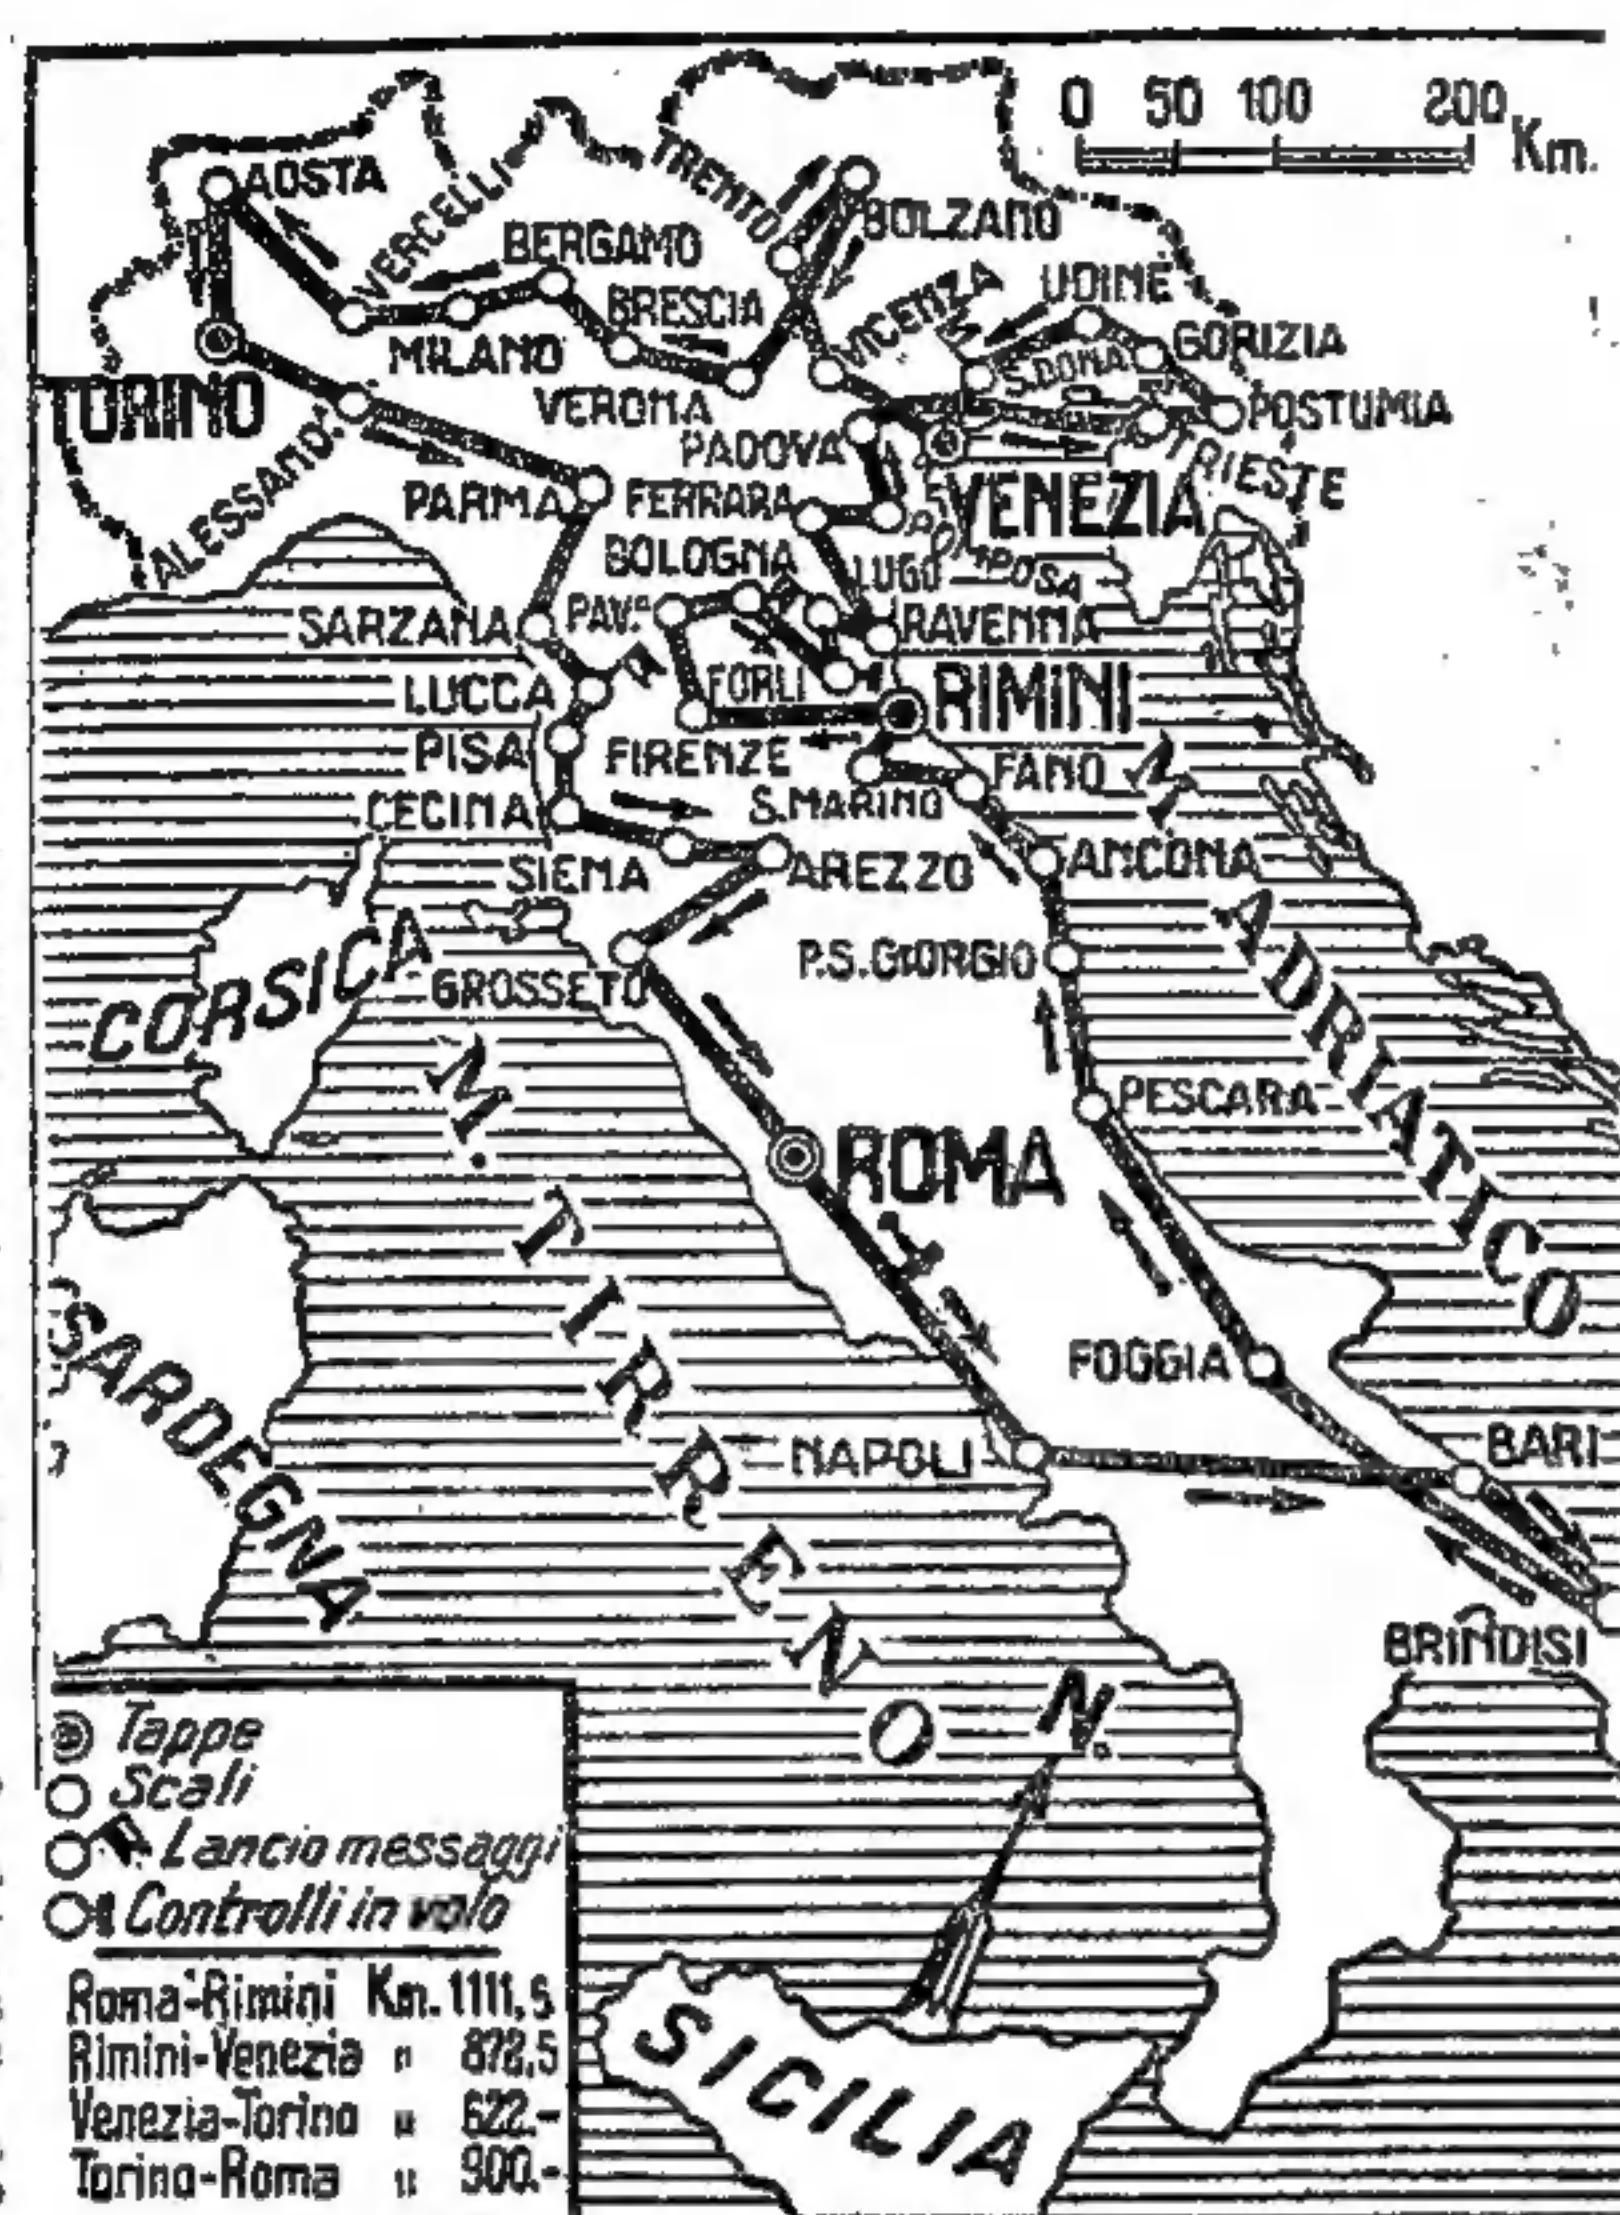 0 50 100 200 Km.
AOSTA
VERCELLI
TRENTO
BOLZANO
BERGAMO
BRESCIA
MILANO
VERONA
VICENZA
UDINE
S. DONA
GORIZIA
POSTUMIA
TRIESTE
TORINO
ALESSAND.
PADOVA
VENEZIA
PARMA
FERRARA
POMPOSA
BOLOGNA
LUGO
SARZANA
PAV.
RAVENNA
LUCCA
FORLI
RIMINI
PISA
FIRENZE
S. MARINO
FANO
CECINA
SIENA
AREZZO
ANCONA
CORSICA
GROSSETO
P.S. GIORGIO
M. ADRIATICO
PESCARA
ROMA
M. TIRRENO
SARDEGNA
FOGGIA
NAPOLI
BARI
BRINDISI
N.
SICILIA
Tappe
Scali
Lancio messaggi
Controlli in volo
Roma-Rimini Km. 1111,5
Rimini-Venezia " 872,5
Venezia-Torino " 622.-
Torino-Roma " 900.-